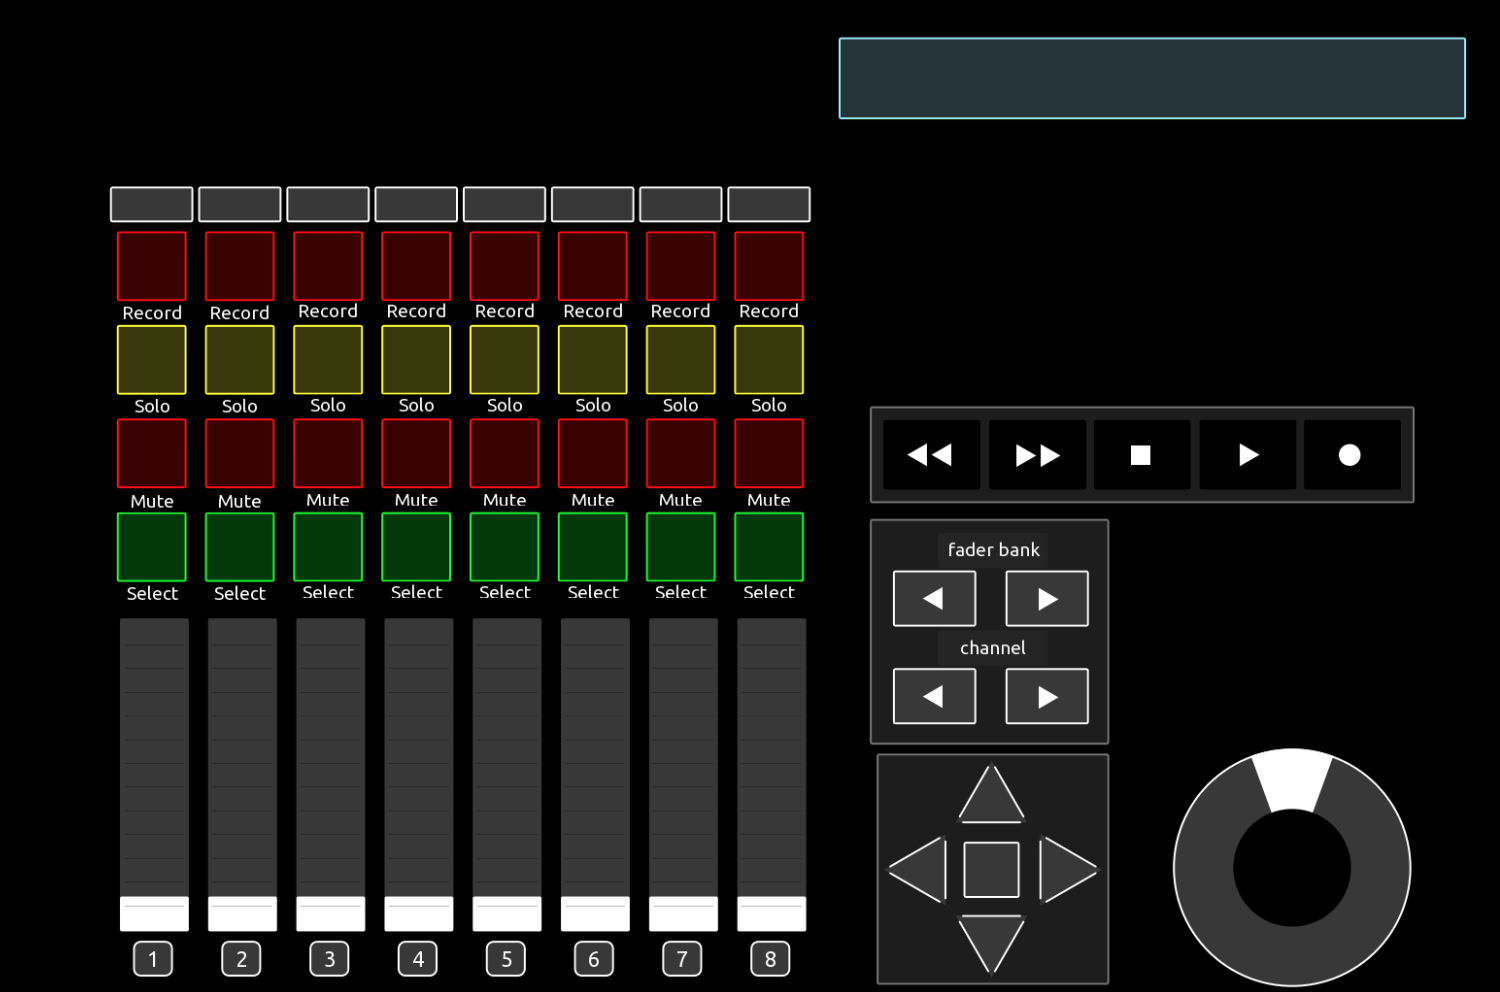 Record Record Record Record Record Record Record Record
Solo Solo Solo Solo Solo Solo Solo Solo
Mute Mute Mute Mute Mute Mute Mute Mute
Select Select Select Select Select Select Select Select
1 2 3 4 5 6 7 8
fader bank
channel